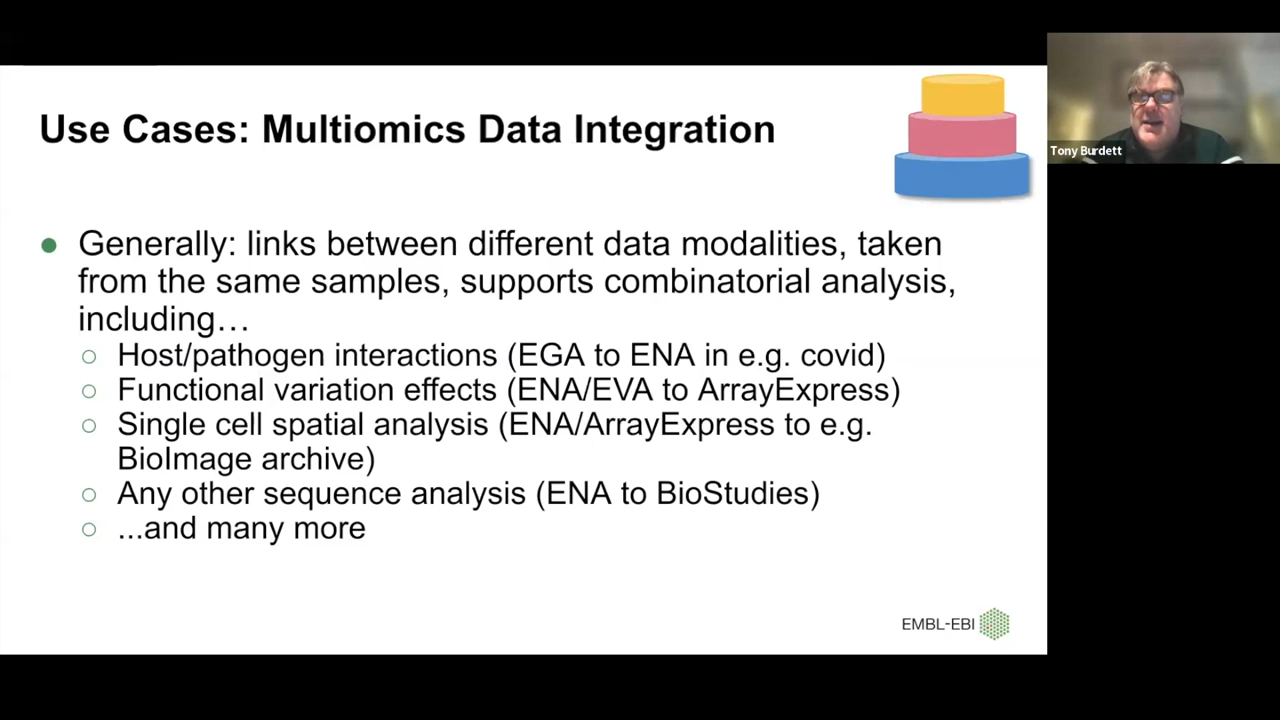 Use Cases: Multiomics Data Integration
Tony Burdett
● Generally: links between different data modalities, taken
from the same samples, supports combinatorial analysis,
including…
○ Host/pathogen interactions (EGA to ENA in e.g. covid)
○ Functional variation effects (ENA/EVA to ArrayExpress)
○ Single cell spatial analysis (ENA/ArrayExpress to e.g.
BioImage archive)
○ Any other sequence analysis (ENA to BioStudies)
○ ...and many more
EMBL-EBI